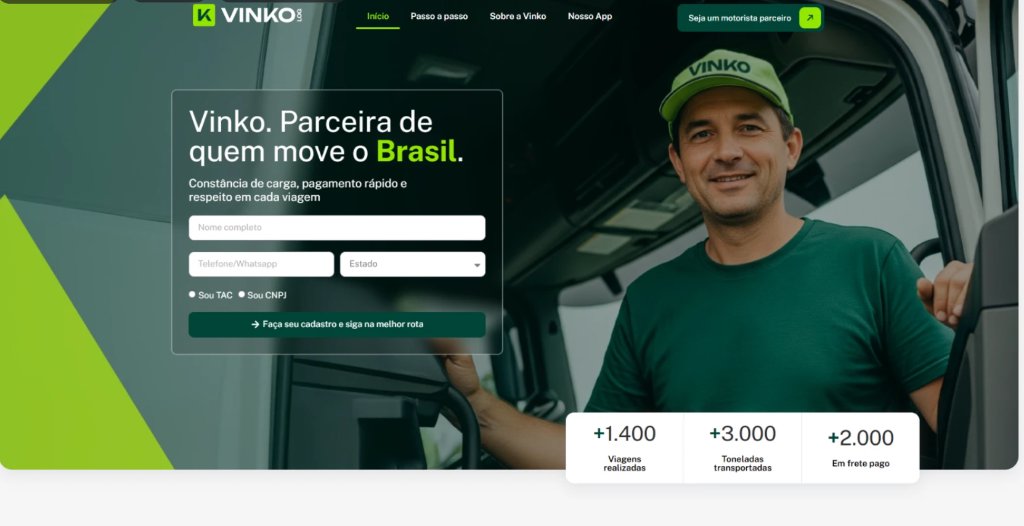 VINKO LOG
Início
Passo a passo
Sobre a Vinko
Nosso App
Seja um motorista parceiro
VINKO
Vinko. Parceira de
quem move o Brasil.
Constância de carga, pagamento rápido e
respeito em cada viagem
Nome completo
Telefone/Whatsapp
Estado
Sou TAC
Sou CNPJ
Faça seu cadastro e siga na melhor rota
+1.400
Viagens
realizadas
+3.000
Toneladas
transportadas
+2.000
Em frete pago